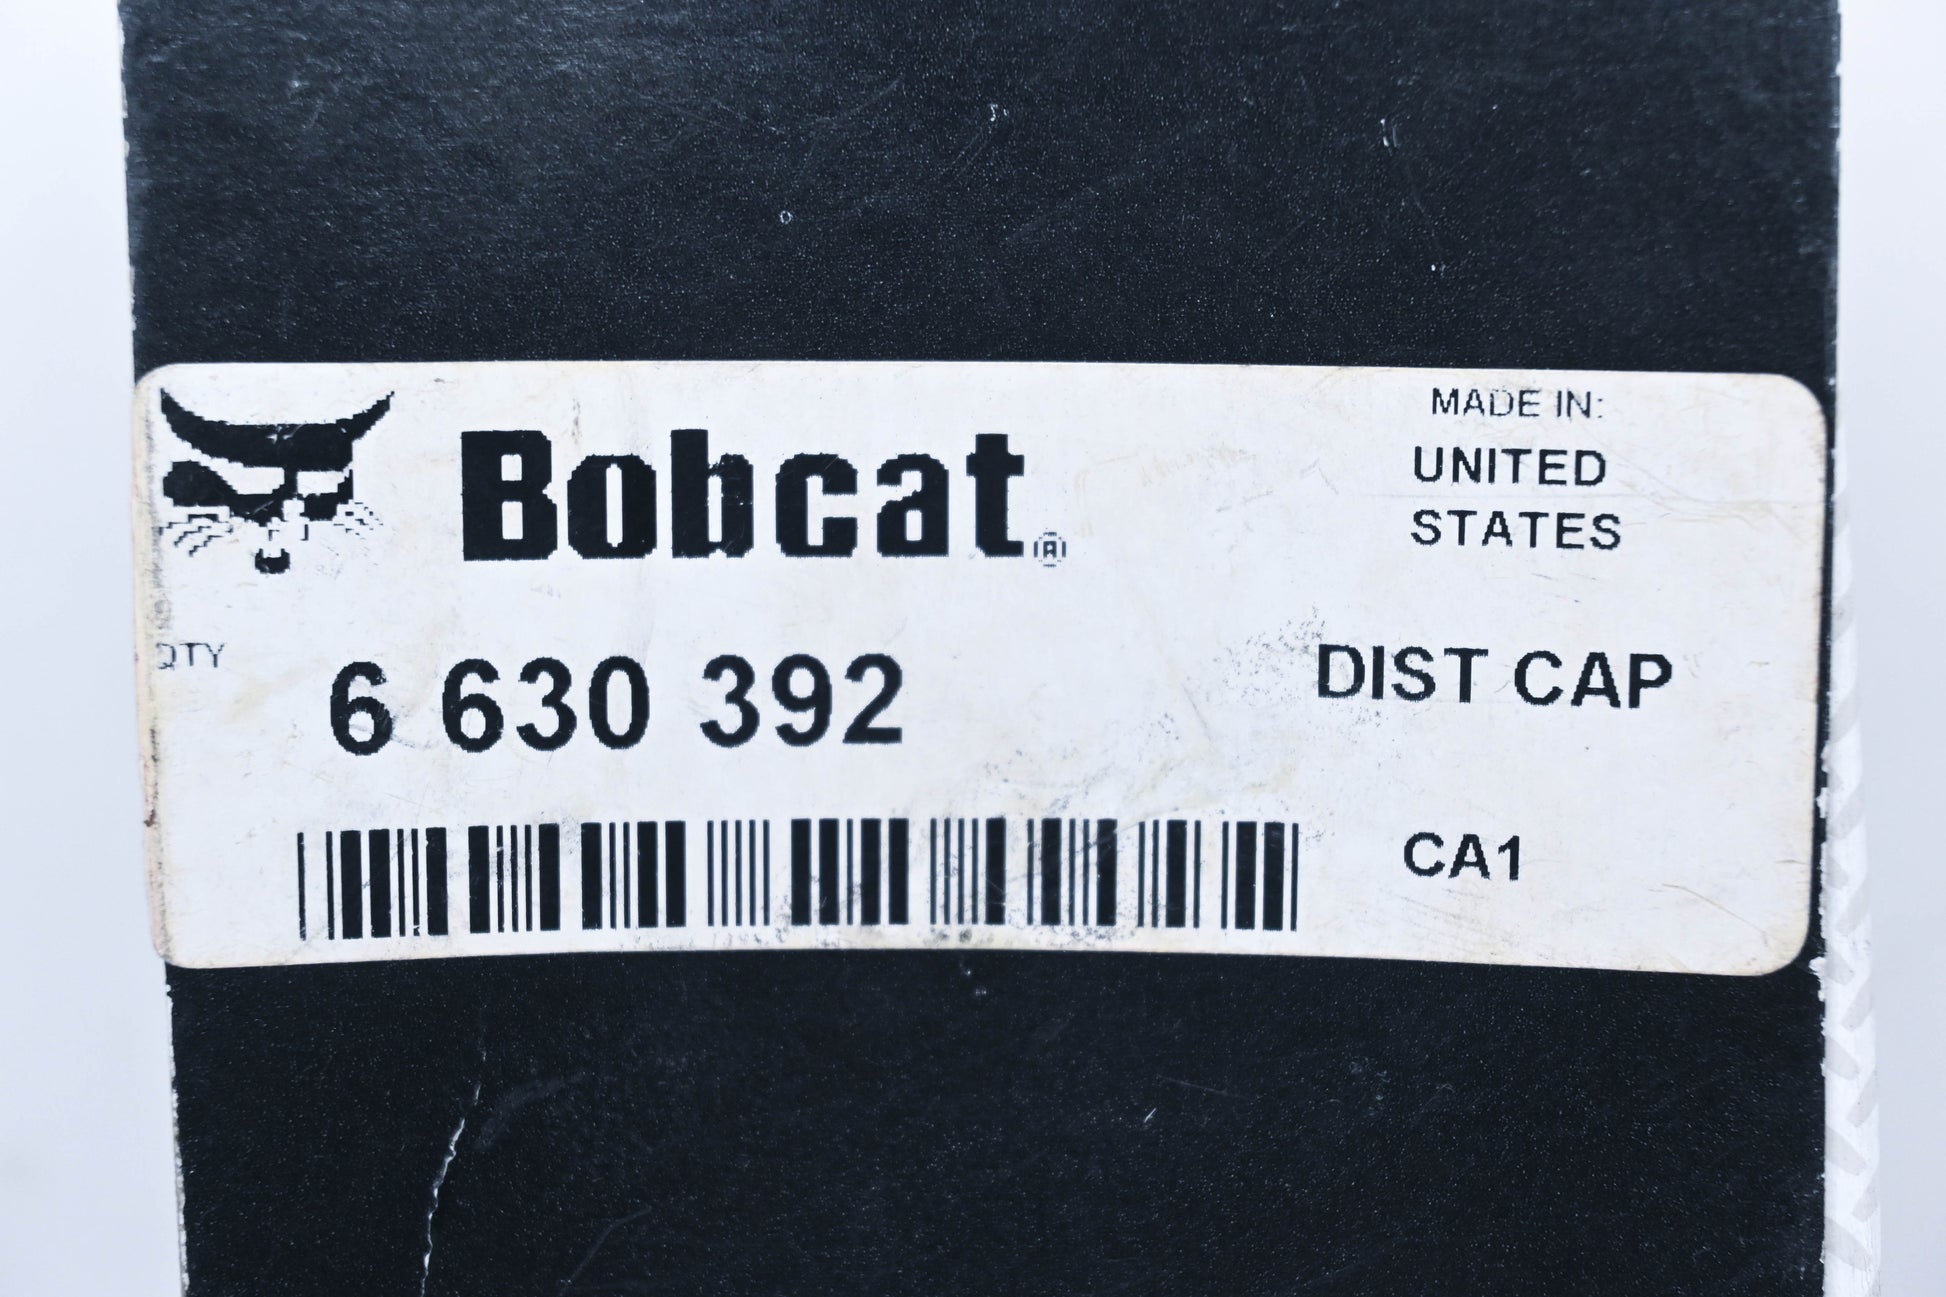 Bobcat®
MADE IN:
UNITED
STATES
QTY
6 630 392
DIST CAP
CA1